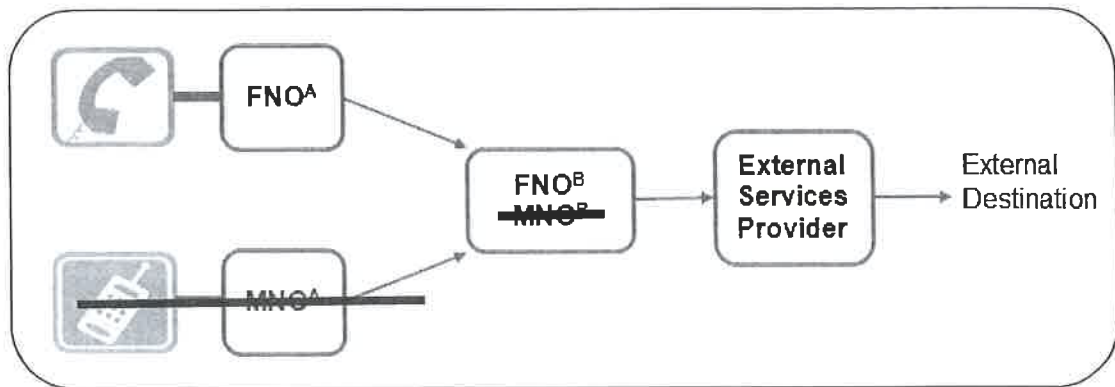 FNOᴬ
FNOᴮ
MNOᴮ
External
Services
Provider
External
Destination
MNOᴬ